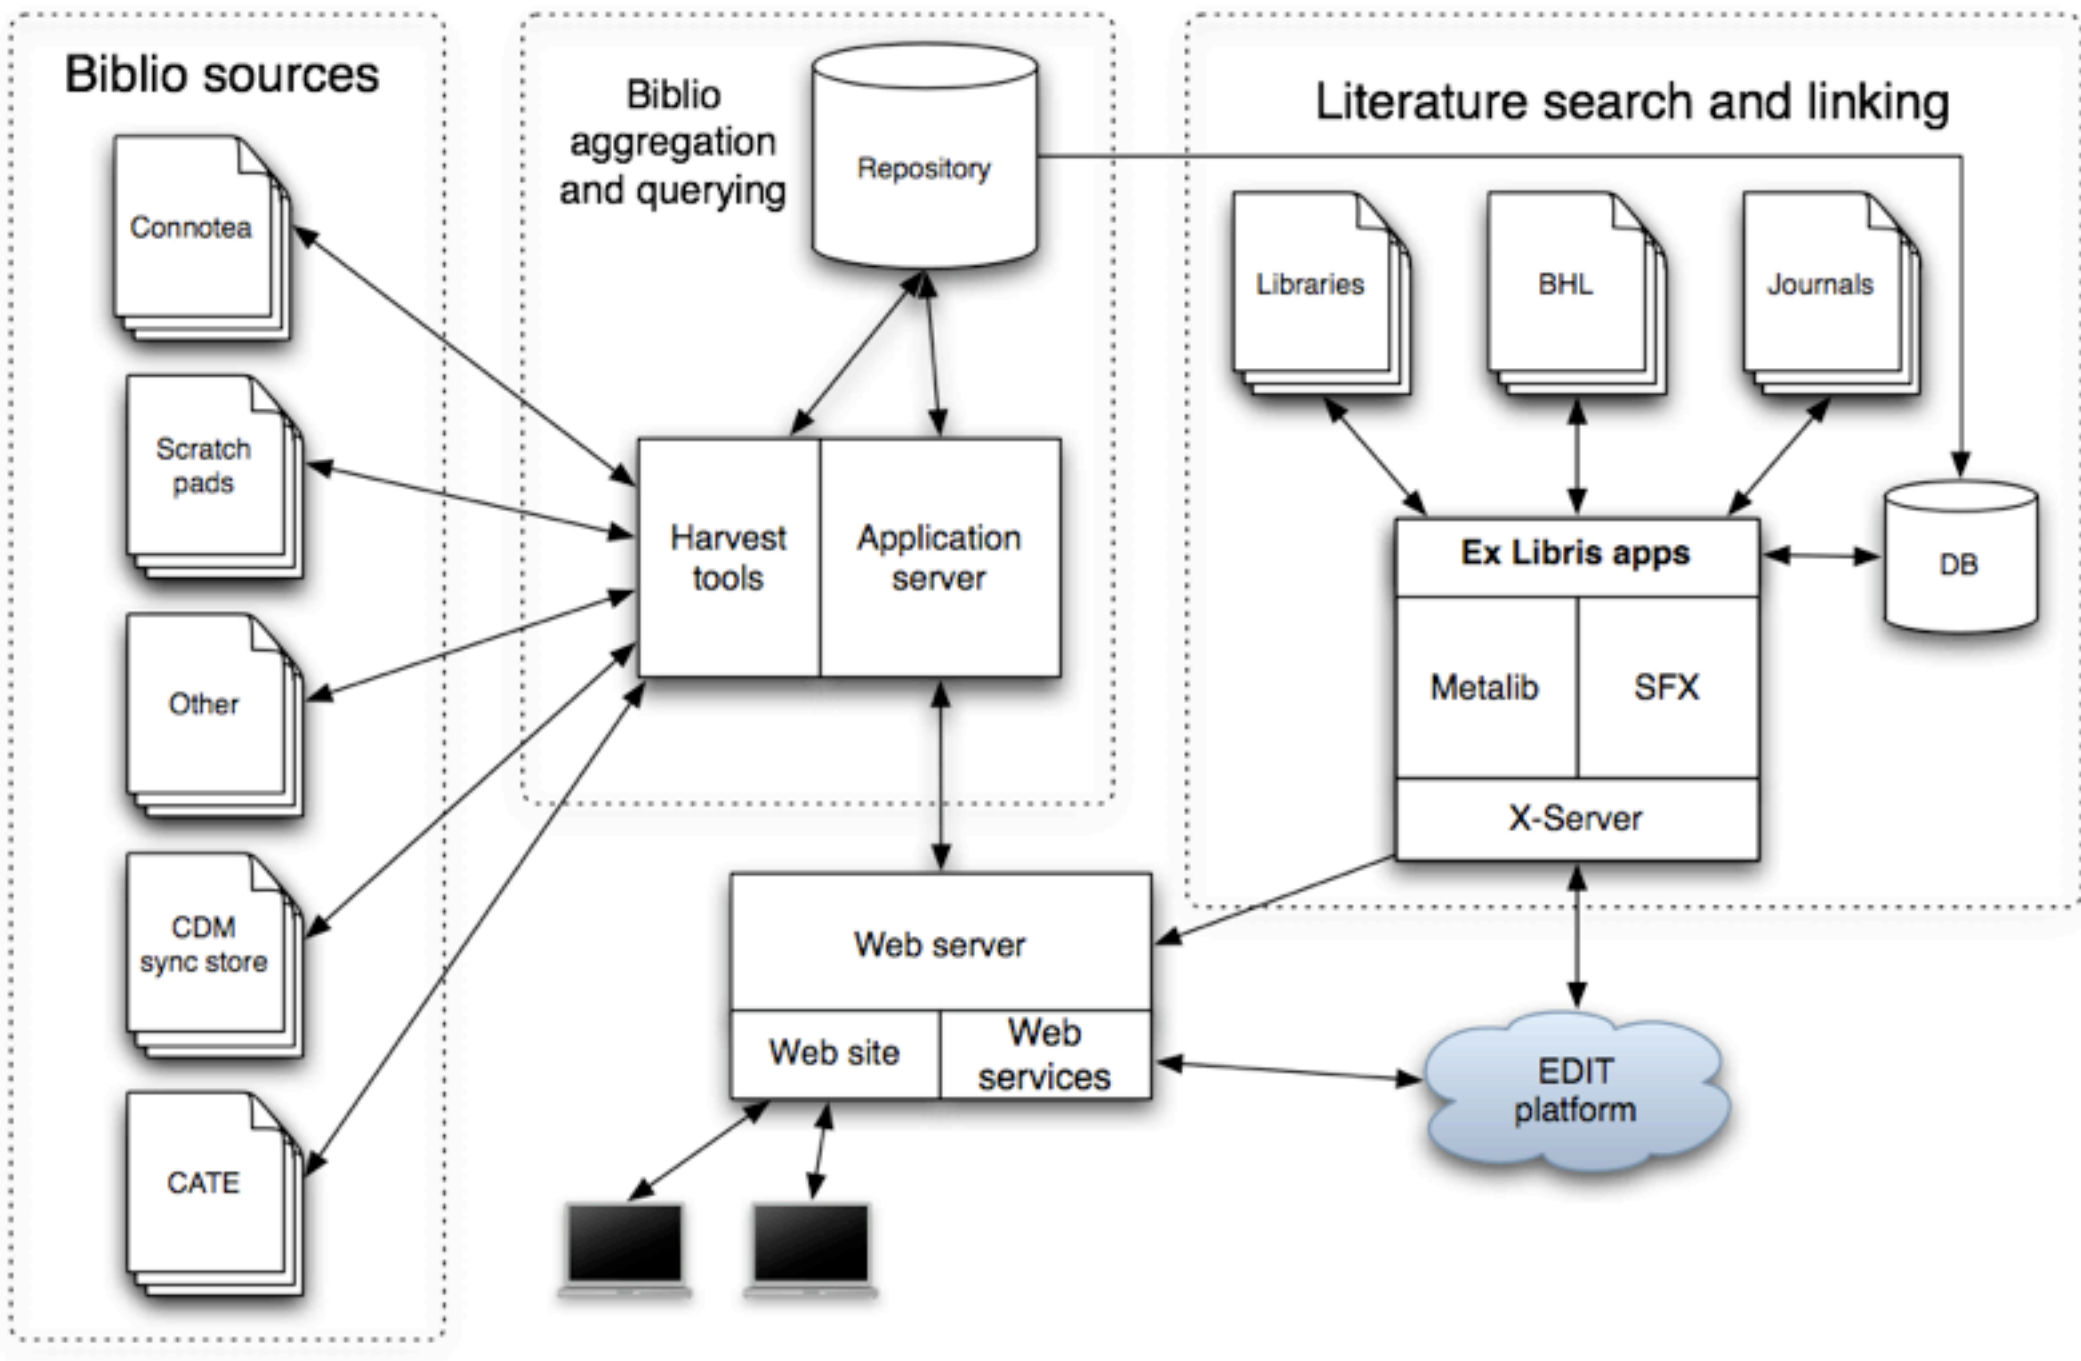 Biblio sources
Connotea
Scratch
pads
Other
CDM
sync store
CATE
Biblio
aggregation
and querying
Repository
Harvest
tools
Application
server
Web server
Web site
Web
services
Literature search and linking
Libraries
BHL
Journals
Ex Libris apps
Metalib
SFX
X-Server
DB
EDIT
platform